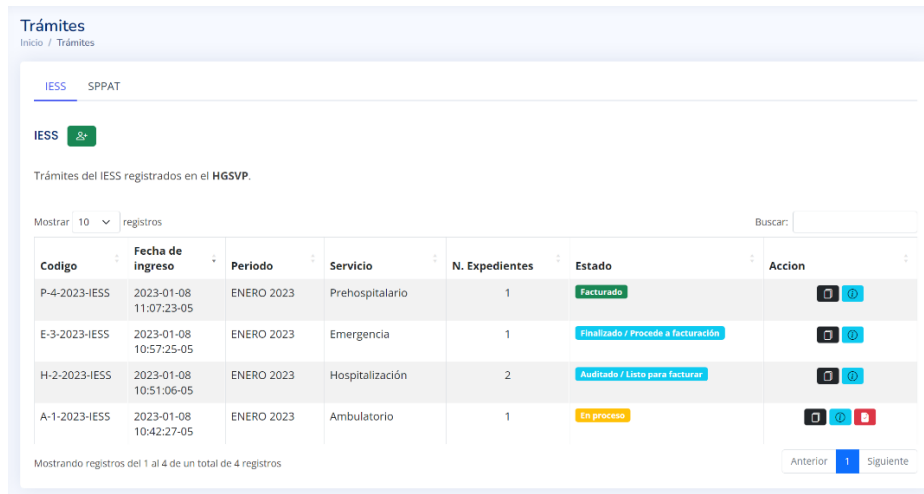 Trámites
Inicio / Trámites
IESS SPPAT
IESS
Trámites del IESS registrados en el HGSVP.
Mostrar 10 registros Buscar:
Codigo Fecha de ingreso Periodo Servicio N. Expedientes Estado Accion
P-4-2023-IESS 2023-01-08 11:07:23-05 ENERO 2023 Prehospitalario 1 Facturado
E-3-2023-IESS 2023-01-08 10:57:25-05 ENERO 2023 Emergencia 1 Finalizado / Procede a facturación
H-2-2023-IESS 2023-01-08 10:51:06-05 ENERO 2023 Hospitalización 2 Auditado / Listo para facturar
A-1-2023-IESS 2023-01-08 10:42:27-05 ENERO 2023 Ambulatorio 1 En proceso
Mostrando registros del 1 al 4 de un total de 4 registros Anterior 1 Siguiente